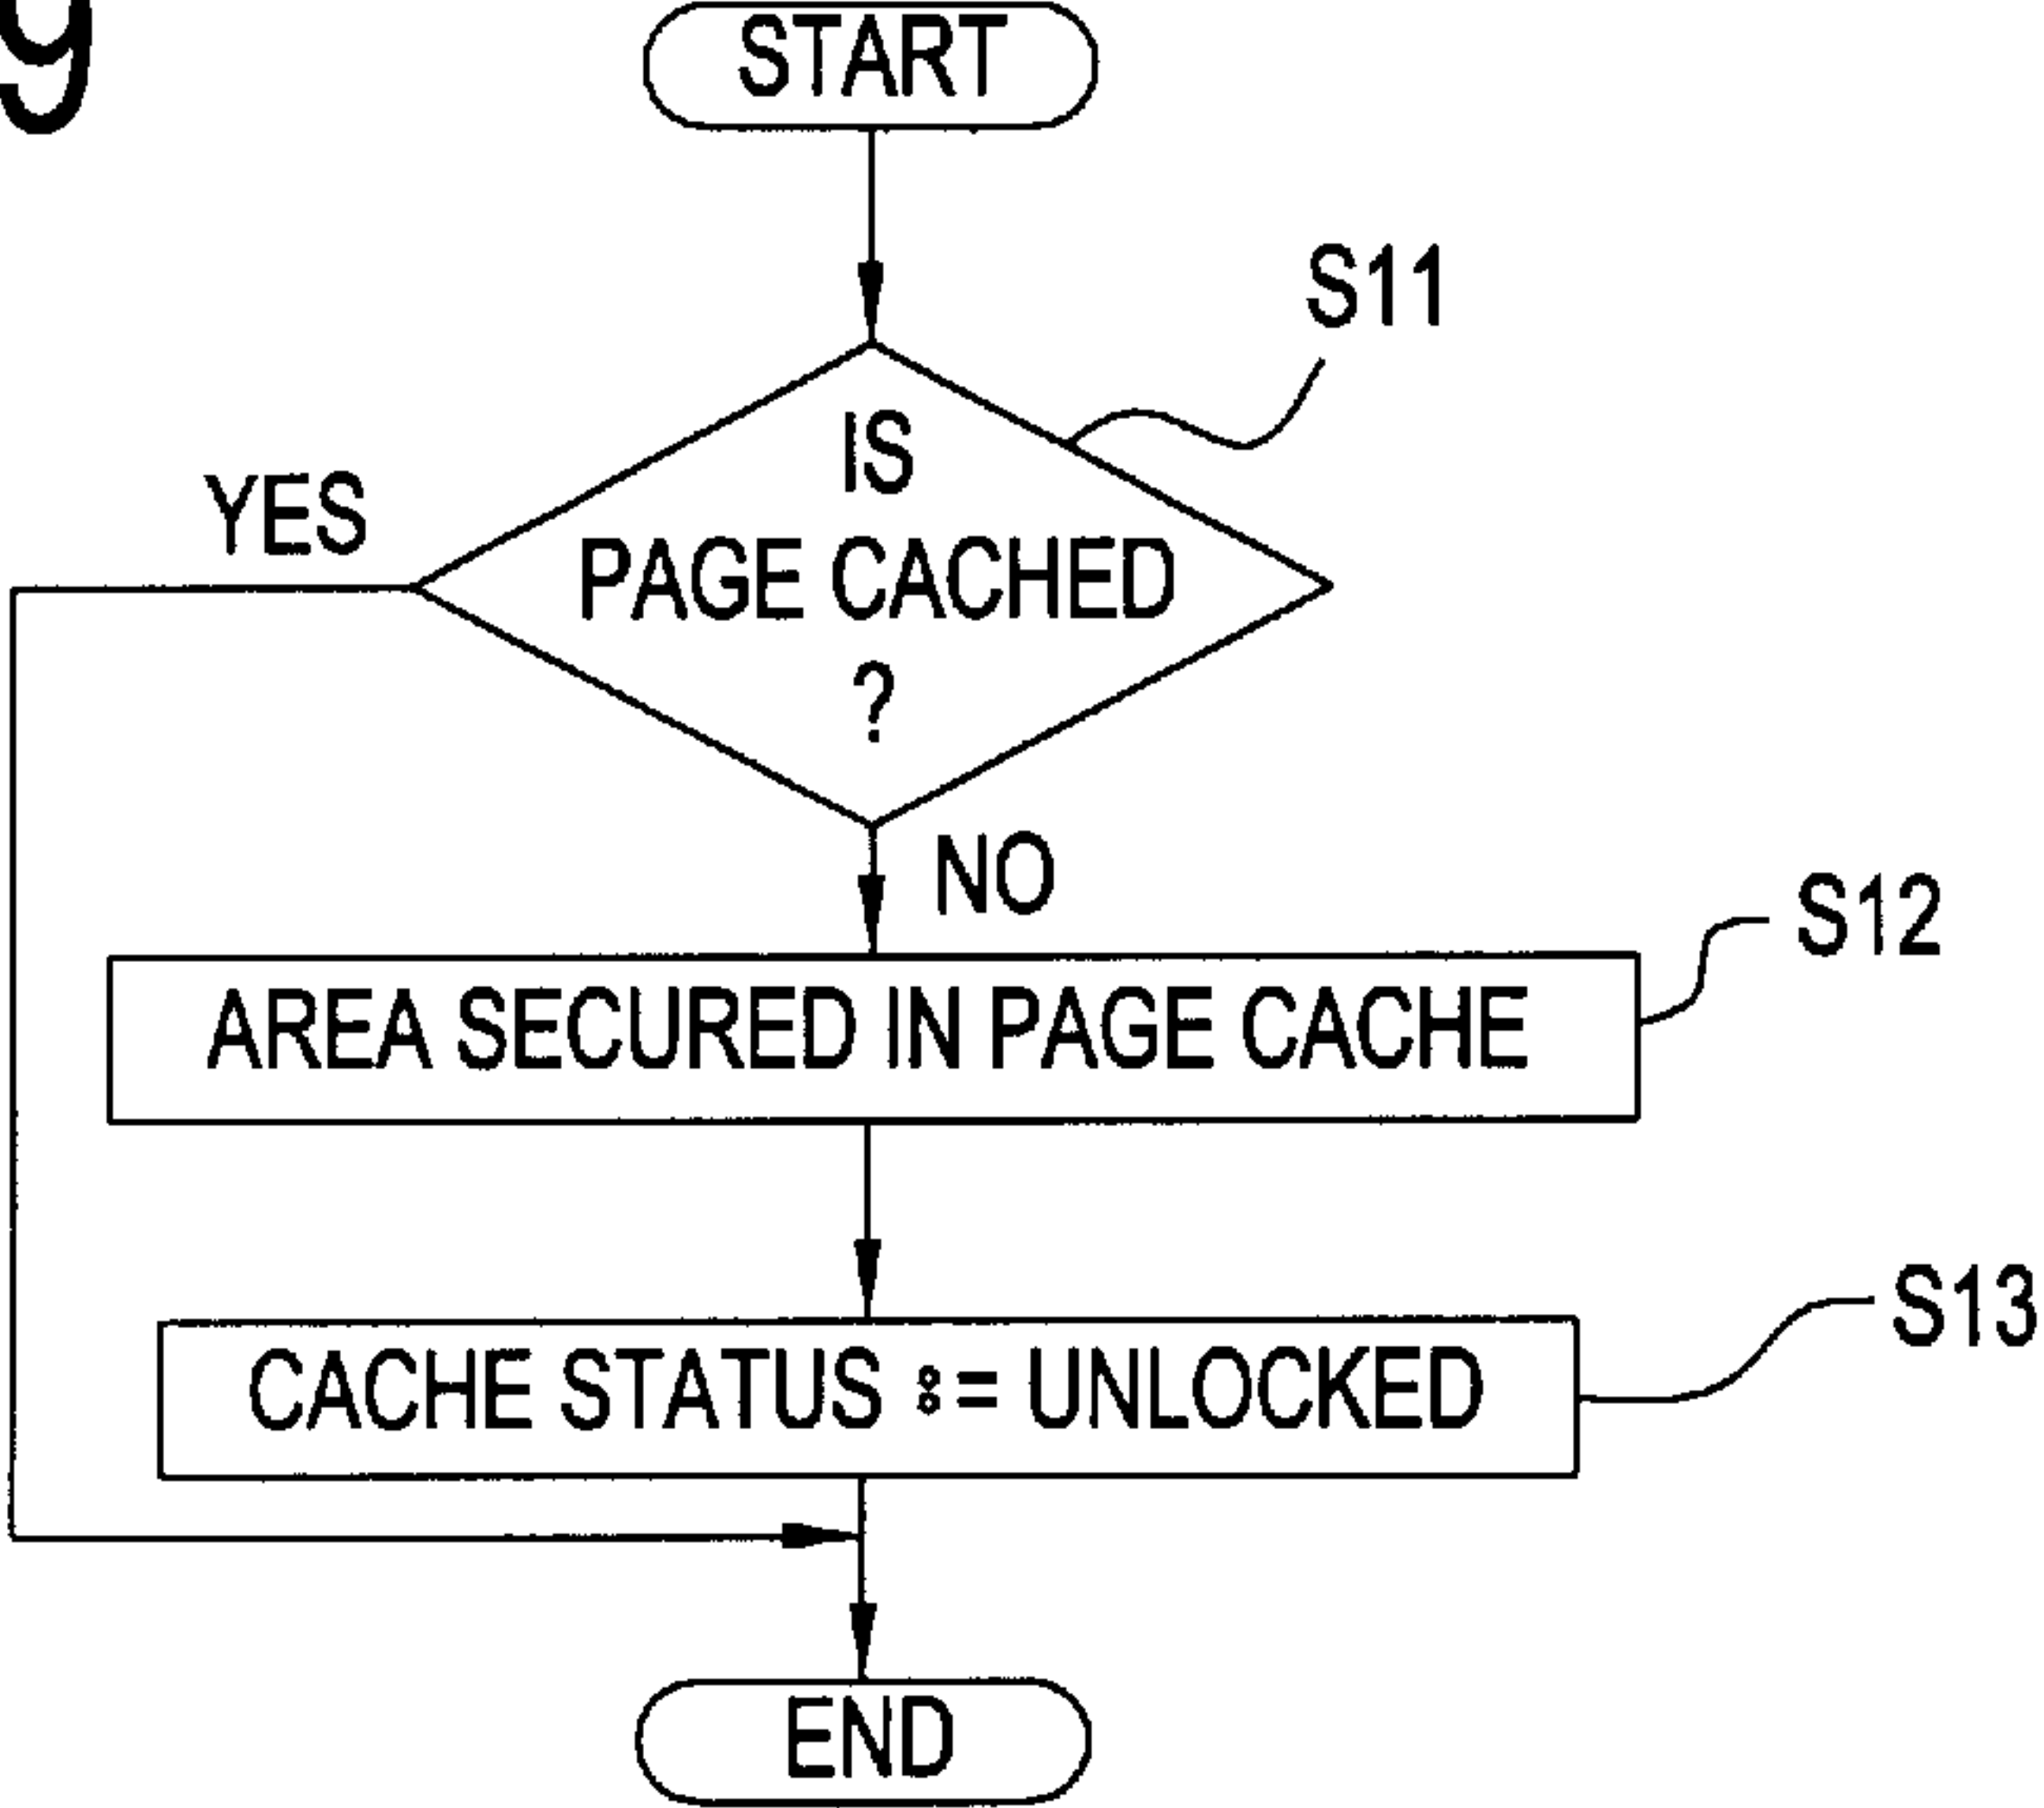 9
START
S11
IS
YES
PAGE CACHED
?
NO
S12
AREA SECURED IN PAGE CACHE
S13
CACHE STATUS := UNLOCKED
END